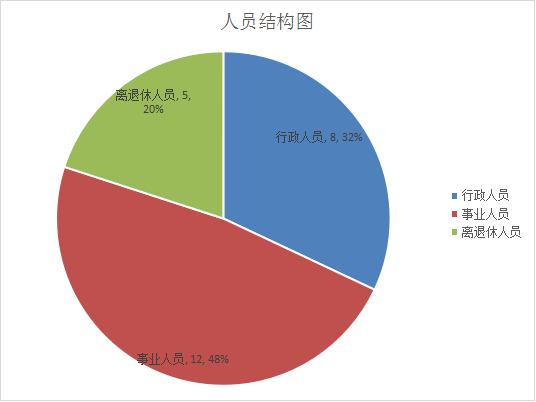 人员结构图
离退休人员, 5,
20%
行政人员, 8, 32%
事业人员, 12, 48%
行政人员
事业人员
离退休人员